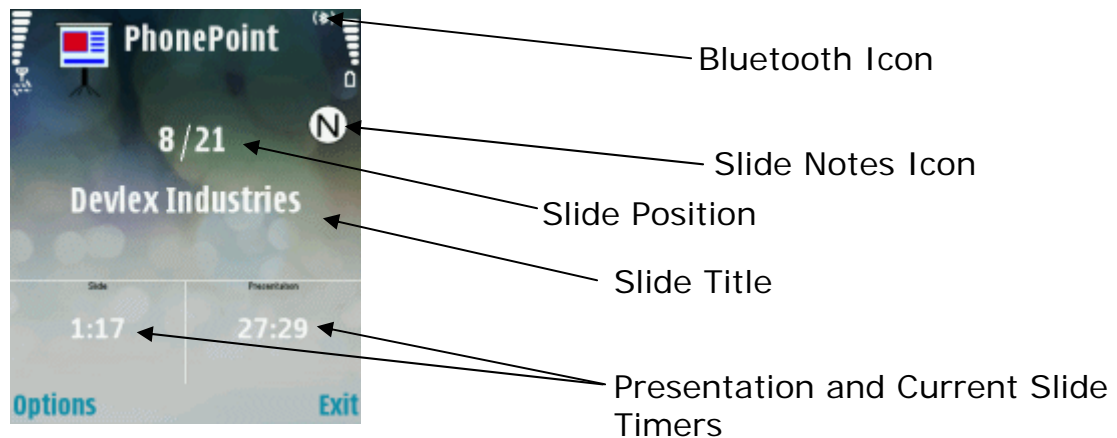 PhonePoint
Bluetooth Icon
N
8/21
Slide Notes Icon
Devlex Industries
Slide Position
Slide Title
Slide
Presentation
1:17
27:29
Presentation and Current Slide
Timers
Options
Exit